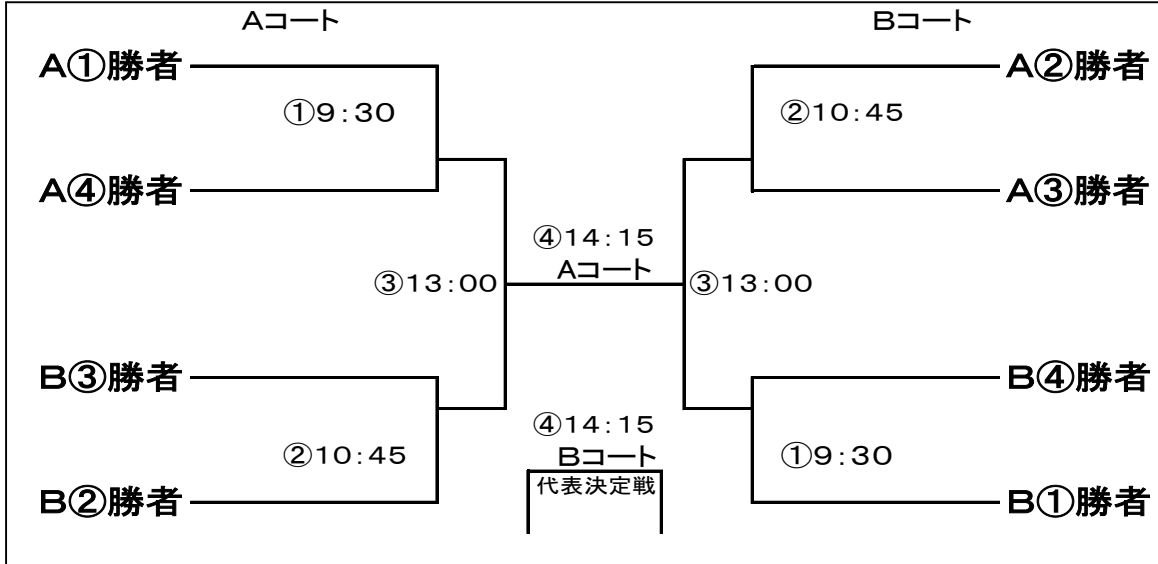 Aコート
Bコート
A①勝者
A②勝者
①9:30
②10:45
A④勝者
A③勝者
④14:15
Aコート
③13:00
③13:00
B③勝者
B④勝者
④14:15
Bコート
②10:45
①9:30
代表決定戦
B②勝者
B①勝者